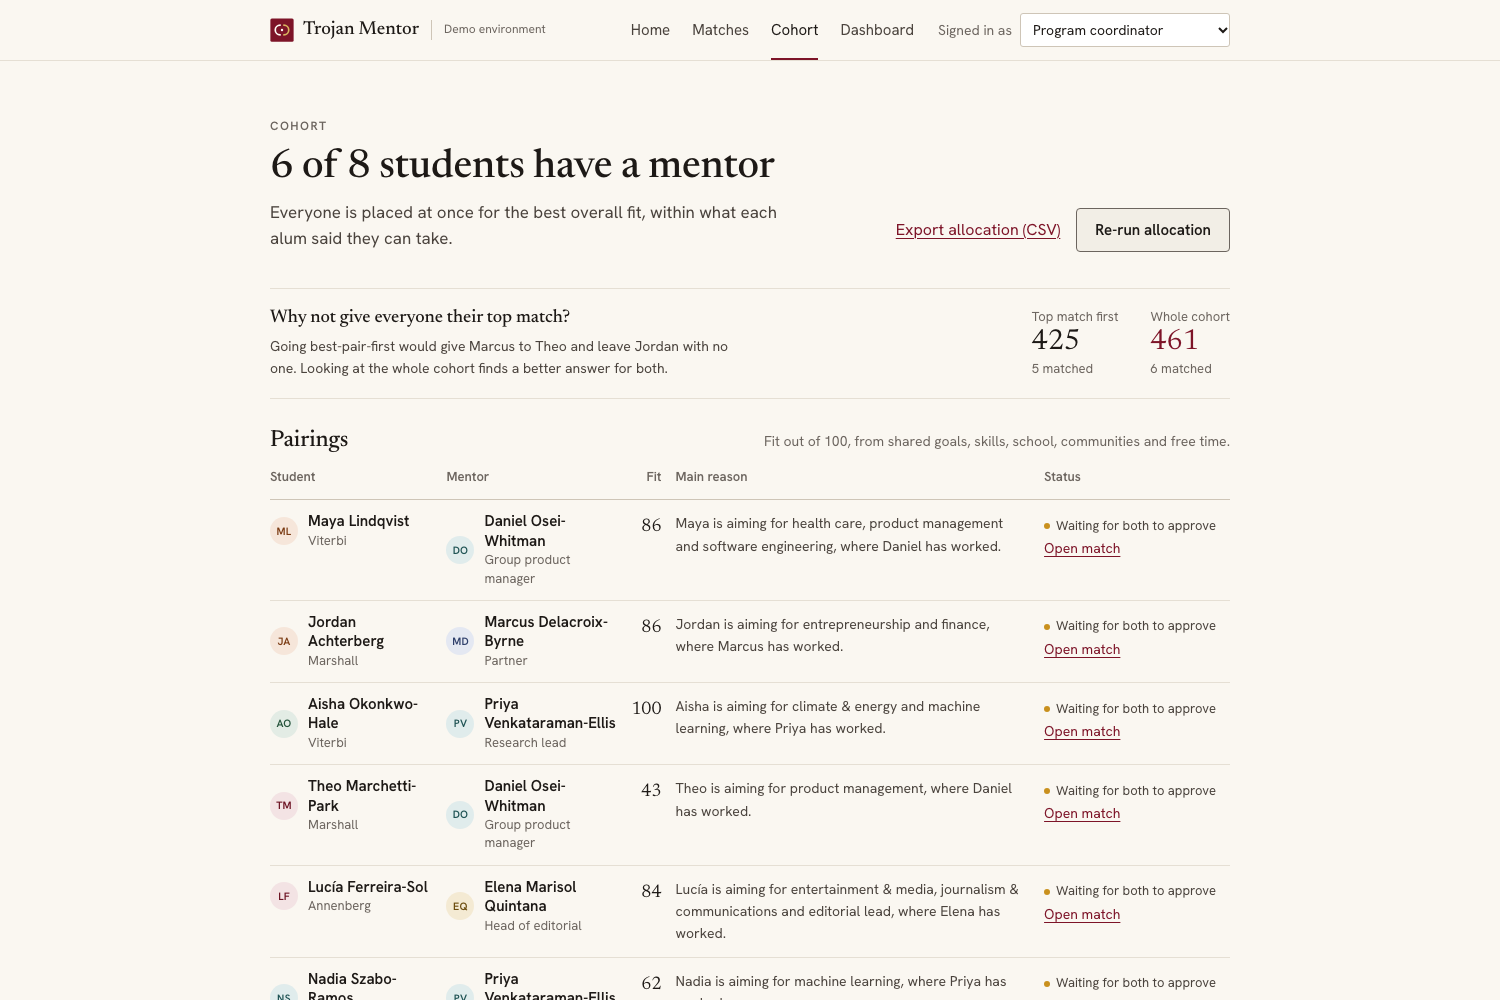 Trojan Mentor
Demo environment
Home
Matches
Cohort
Dashboard
Signed in as
Program coordinator
COHORT
6 of 8 students have a mentor
Everyone is placed at once for the best overall fit, within what each
alum said they can take.
Export allocation (CSV)
Re-run allocation
Why not give everyone their top match?
Going best-pair-first would give Marcus to Theo and leave Jordan with no
one. Looking at the whole cohort finds a better answer for both.
Top match first
425
5 matched
Whole cohort
461
6 matched
Pairings
Fit out of 100, from shared goals, skills, school, communities and free time.
Student
Mentor
Fit
Main reason
Status
ML
Maya Lindqvist
Viterbi
DO
Daniel Osei-
Whitman
Group product
manager
86
Maya is aiming for health care, product management
and software engineering, where Daniel has worked.
Waiting for both to approve
Open match
JA
Jordan
Achterberg
Marshall
MD
Marcus Delacroix-
Byrne
Partner
86
Jordan is aiming for entrepreneurship and finance,
where Marcus has worked.
Waiting for both to approve
Open match
AO
Aisha Okonkwo-
Hale
Viterbi
PV
Priya
Venkataraman-Ellis
Research lead
100
Aisha is aiming for climate & energy and machine
learning, where Priya has worked.
Waiting for both to approve
Open match
TM
Theo Marchetti-
Park
Marshall
DO
Daniel Osei-
Whitman
Group product
manager
43
Theo is aiming for product management, where Daniel
has worked.
Waiting for both to approve
Open match
LF
Lucía Ferreira-Sol
Annenberg
EQ
Elena Marisol
Quintana
Head of editorial
84
Lucía is aiming for entertainment & media, journalism &
communications and editorial lead, where Elena has
worked.
Waiting for both to approve
Open match
NS
Nadia Szabo-
Ramos
PV
Priya
Venkataraman-Ellis
62
Nadia is aiming for machine learning, where Priya has
Waiting for both to approve